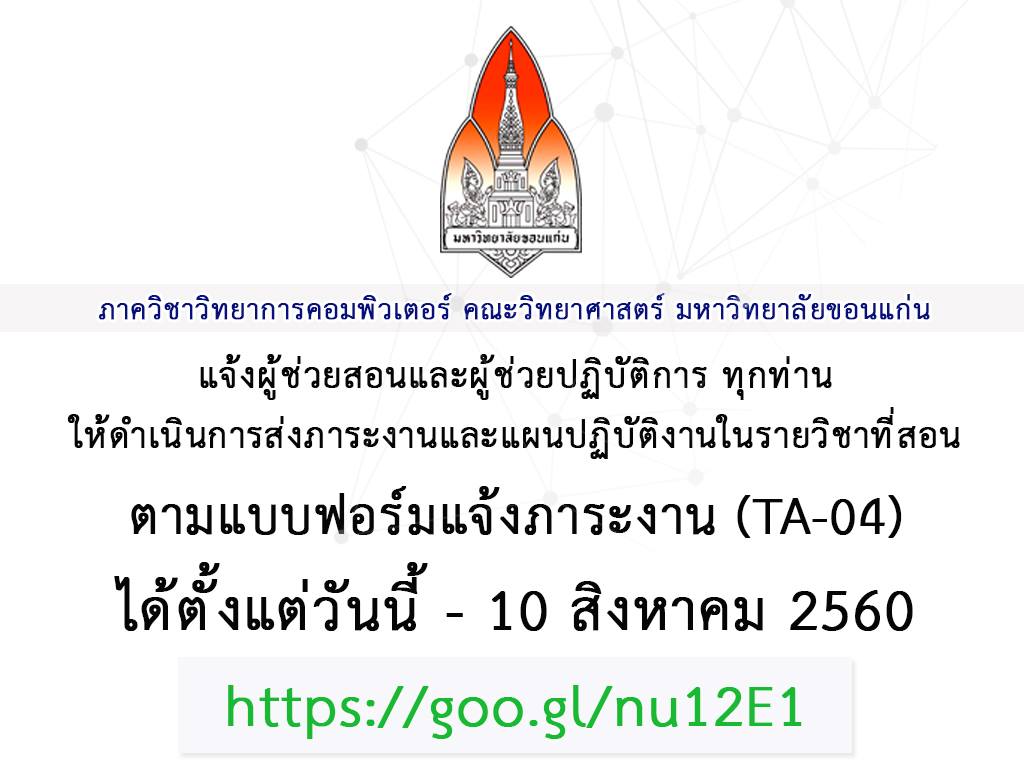 มหาวิทยาลัยขอนแก่น
ภาควิชาวิทยาการคอมพิวเตอร์ คณะวิทยาศาสตร์ มหาวิทยาลัยขอนแก่น
แจ้งผู้ช่วยสอนและผู้ช่วยปฏิบัติการ ทุกท่าน
ให้ดำเนินการส่งภาระงานและแผนปฏิบัติงานในรายวิชาที่สอน
ตามแบบฟอร์มแจ้งภาระงาน (TA-04)
ได้ตั้งแต่วันนี้ - 10 สิงหาคม 2560
https://goo.gl/nu12E1